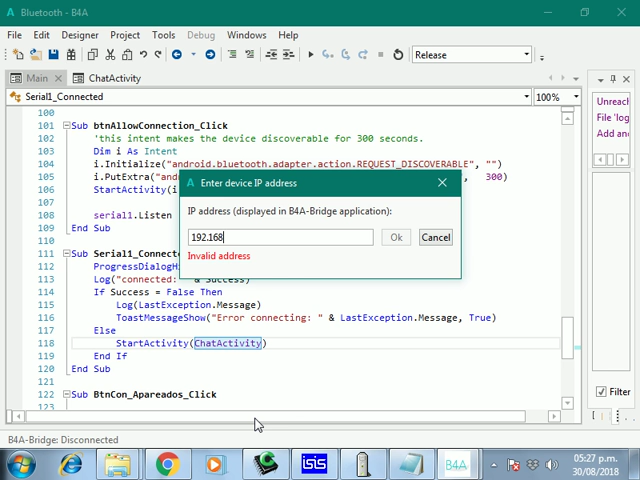 Bluetooth - B4A
File Edit Designer Project Tools Debug Windows Help
Release
Main ChatActivity
Serial1_Connected 100%
100
101 Sub btnAllowConnection_Click
102 'this intent makes the device discoverable for 300 seconds.
103 Dim i As Intent
104 i.Initialize("android.bluetooth.adapter.action.REQUEST_DISCOVERABLE", "")
105 i.PutExtra("and 300)
106 StartActivity(i
107
108 serial1.Listen
109 End Sub
110
111 Sub Serial1_Connec
112 ProgressDialogHi
113 Log("connected: " & Success)
114 If Success = False Then
115 Log(LastException.Message)
116 ToastMessageShow("Error connecting: " & LastException.Message, True)
117 Else
118 StartActivity(ChatActivity)
119 End If
120 End Sub
121
122 Sub BtnCon_Apareados_Click
123
Enter device IP address
IP address (displayed in B4A-Bridge application):
192.168
Ok Cancel
Invalid address
Unreach
File 'log
Add and
Filter
B4A-Bridge: Disconnected
isis
B4A
05:27 p.m.
30/08/2018